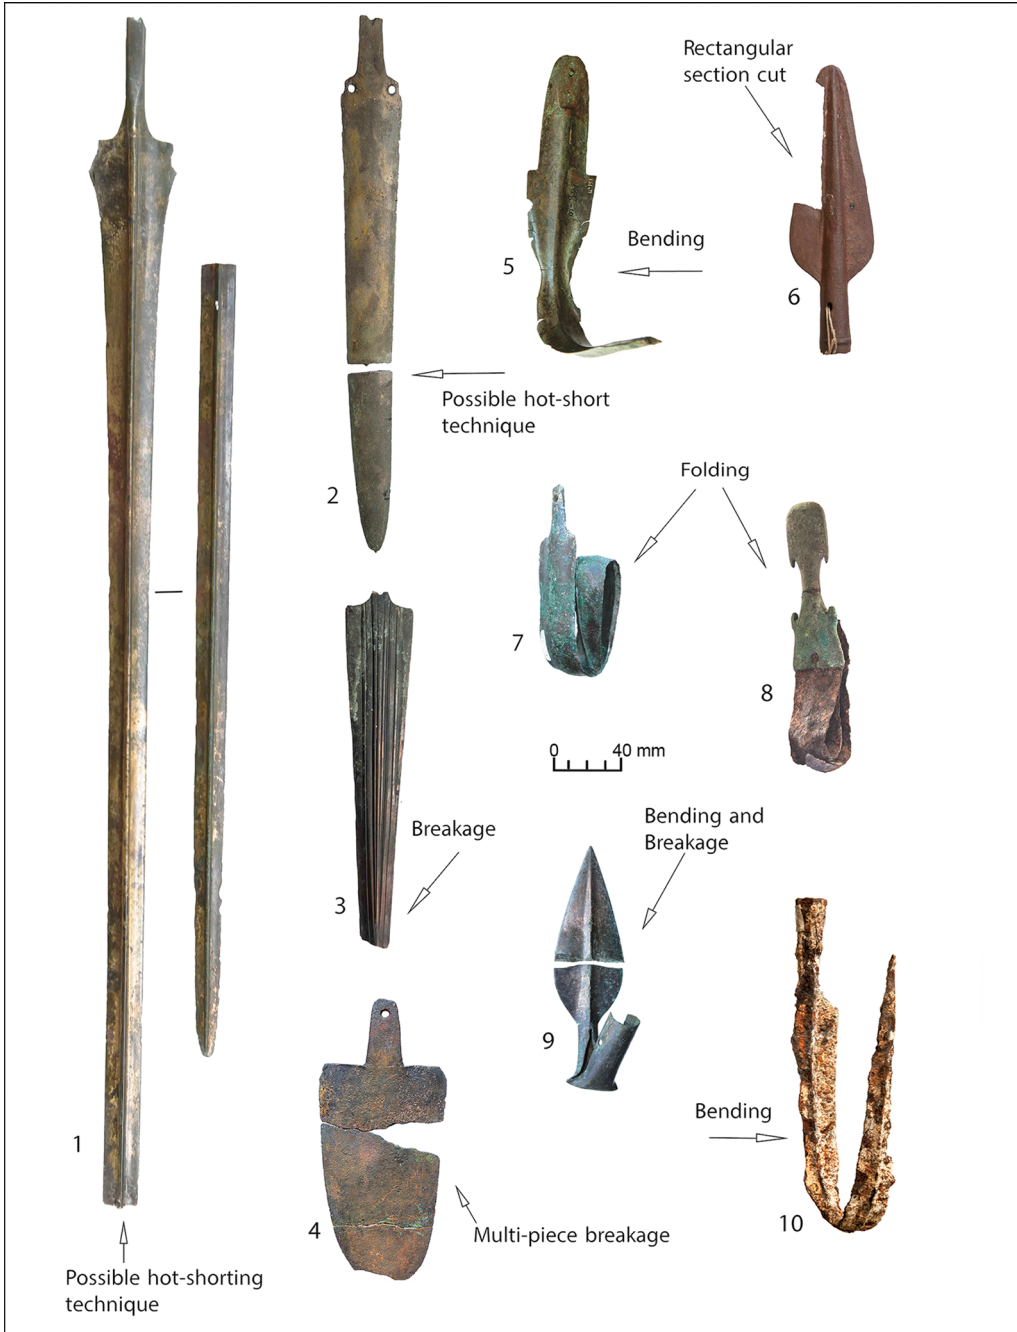 Rectangular
section cut
5
Bending
6
Possible hot-short
technique
2
Folding
7
8
0 40 mm
Bending and
Breakage
Breakage
3
9
1
Bending
10
4
Multi-piece breakage
Possible hot-shorting
technique